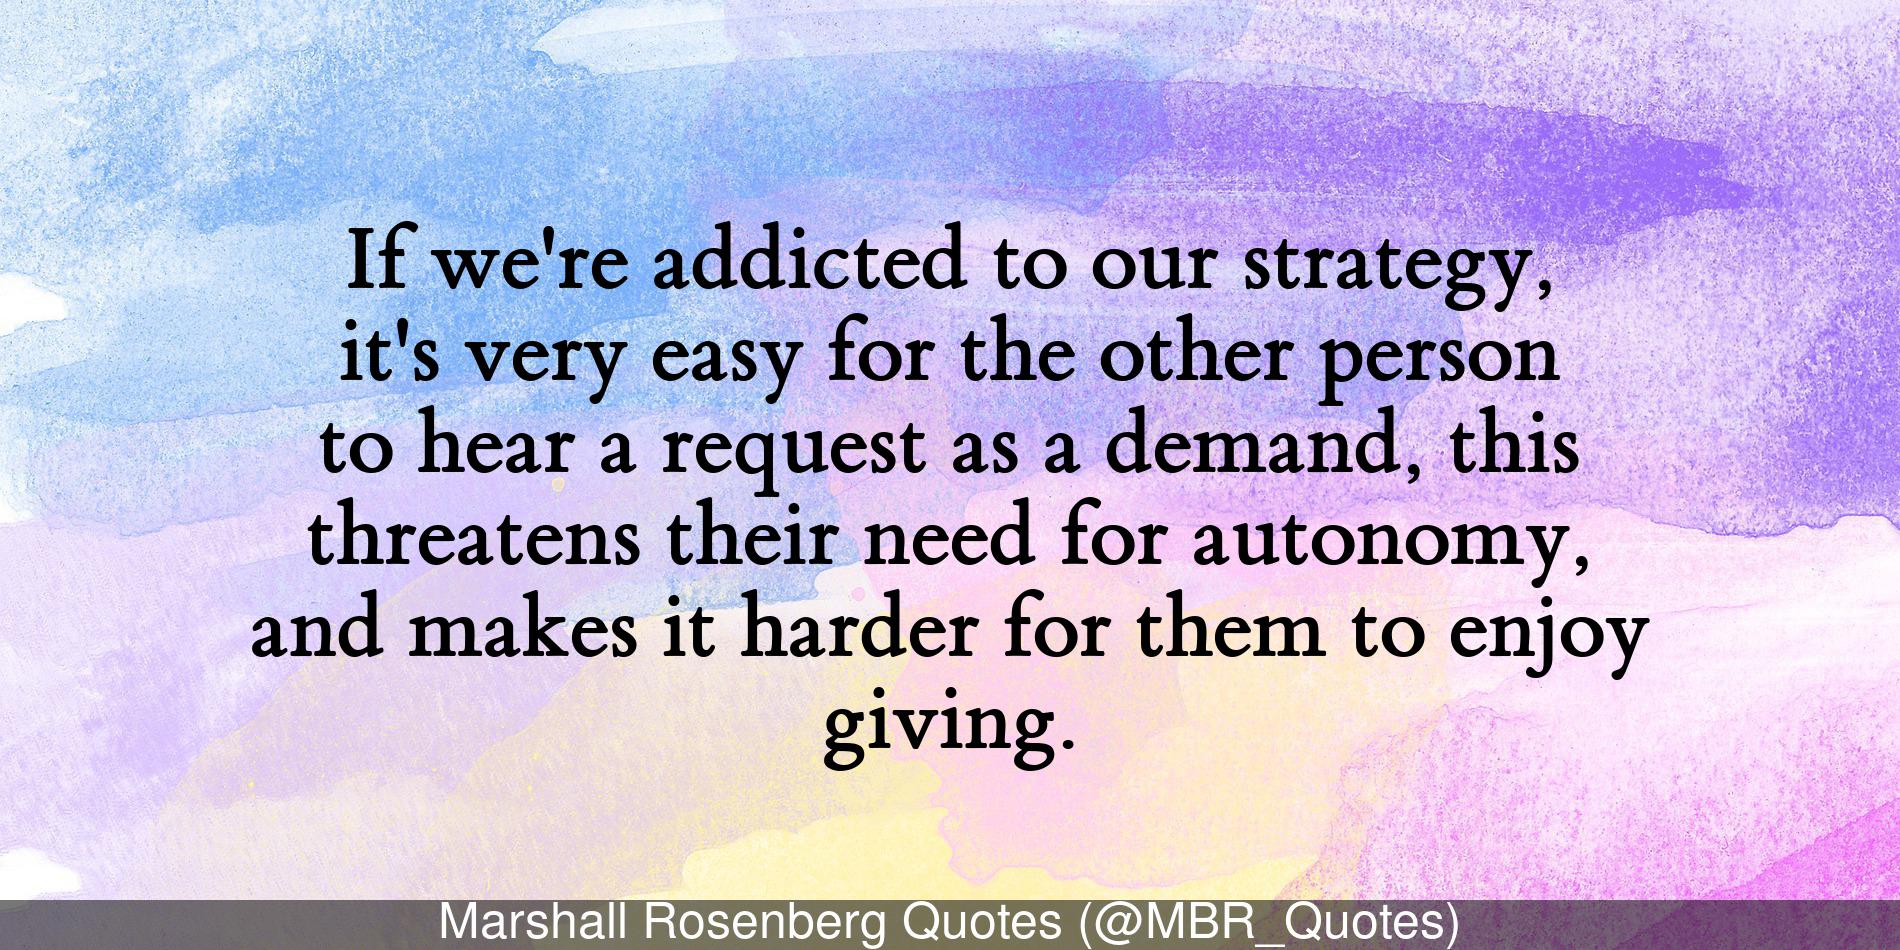 If we're addicted to our strategy,
it's very easy for the other person
to hear a request as a demand, this
threatens their need for autonomy,
and makes it harder for them to enjoy
giving.
Marshall Rosenberg Quotes (@MBR_Quotes)